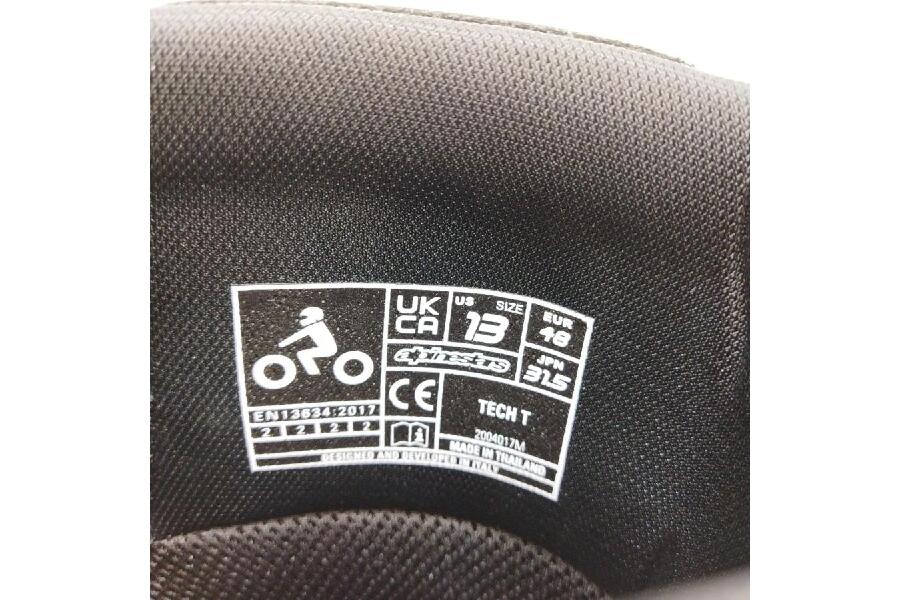 UK
CA
US
SIZE
13
EUR
48
alpinestars
JPN
31.5
CE
TECH T
2004017M
EN13634:2017
2 2 2 2
MADE IN THAILAND
DESIGNED AND DEVELOPED IN ITALY